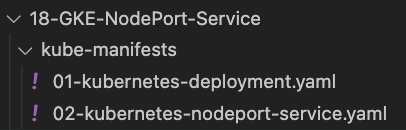 18-GKE-NodePort-Service
kube-manifests
! 01-kubernetes-deployment.yaml
! 02-kubernetes-nodeport-service.yaml